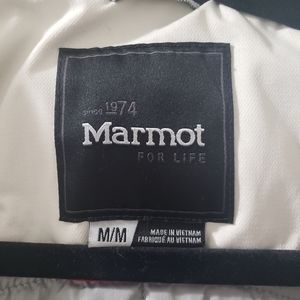 SINCE 1974
Marmot
FOR LIFE
M/M
MADE IN VIETNAM
FABRIQUÉ AU VIETNAM